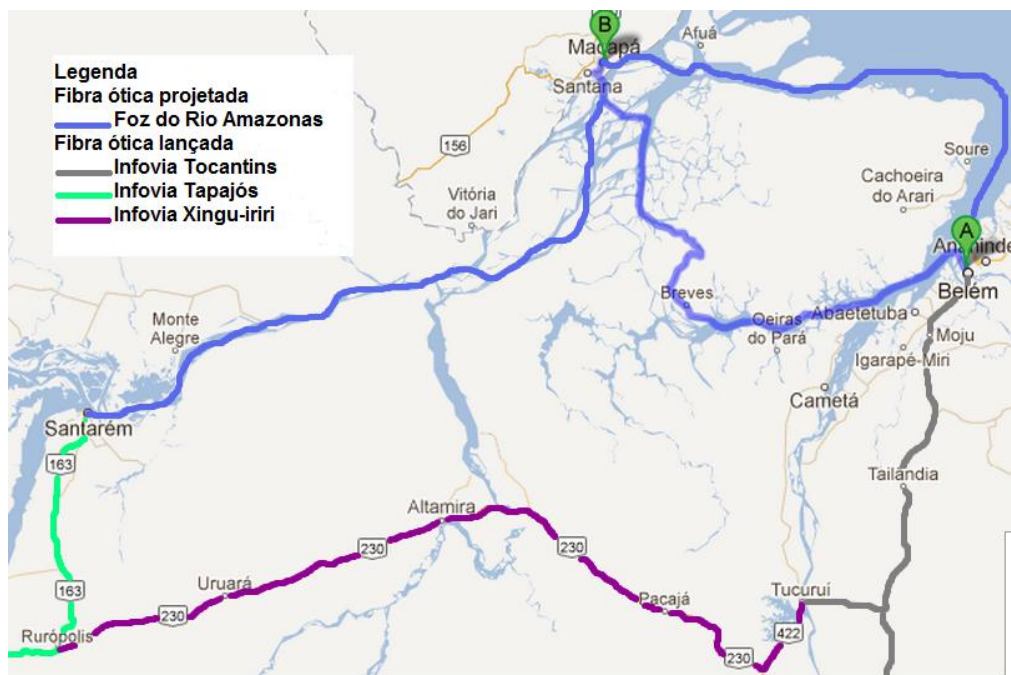 Legenda
Fibra ótica projetada
Foz do Rio Amazonas
Fibra ótica lançada
Infovia Tocantins
Infovia Tapajós
Infovia Xingu-iriri
B
Macapá
Afuá
Santana
156
Vitória
do Jari
Soure
Cachoeira
do Arari
A
Belém
Breves
Abaetetuba
Oeiras
do Pará
Moju
Igarapé-Miri
Monte
Alegre
Cametá
Santarém
163
Tailândia
Altamira
230
230
163
Uruará
Tucuruí
230
Pacajá
Rurópolis
422
230